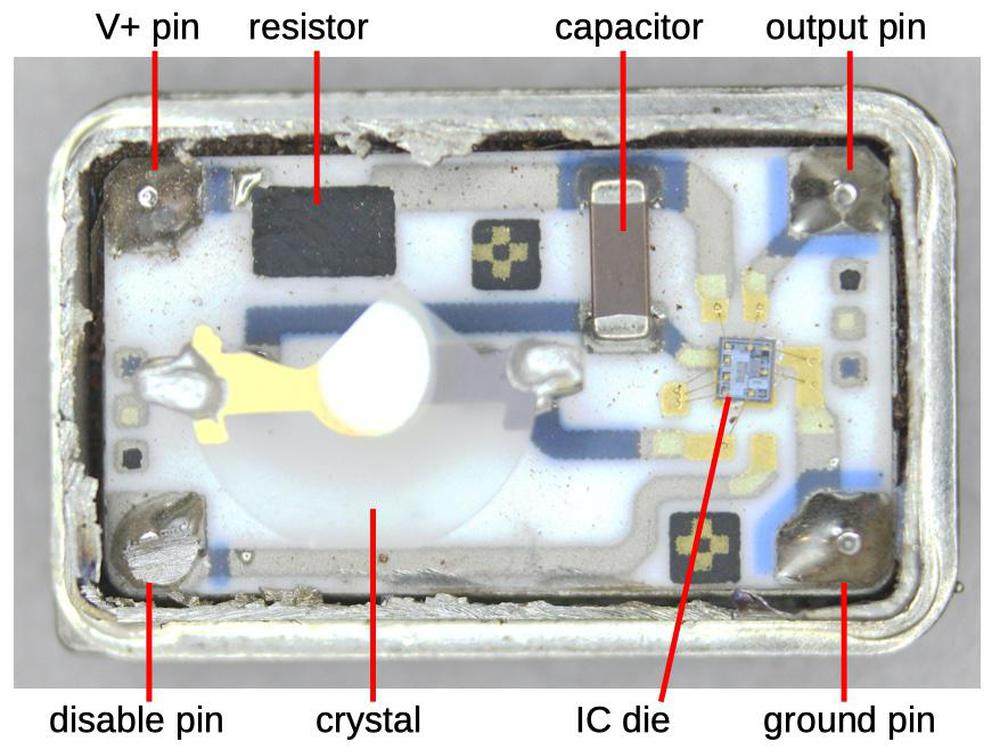 V+ pin resistor capacitor output pin
disable pin crystal IC die ground pin